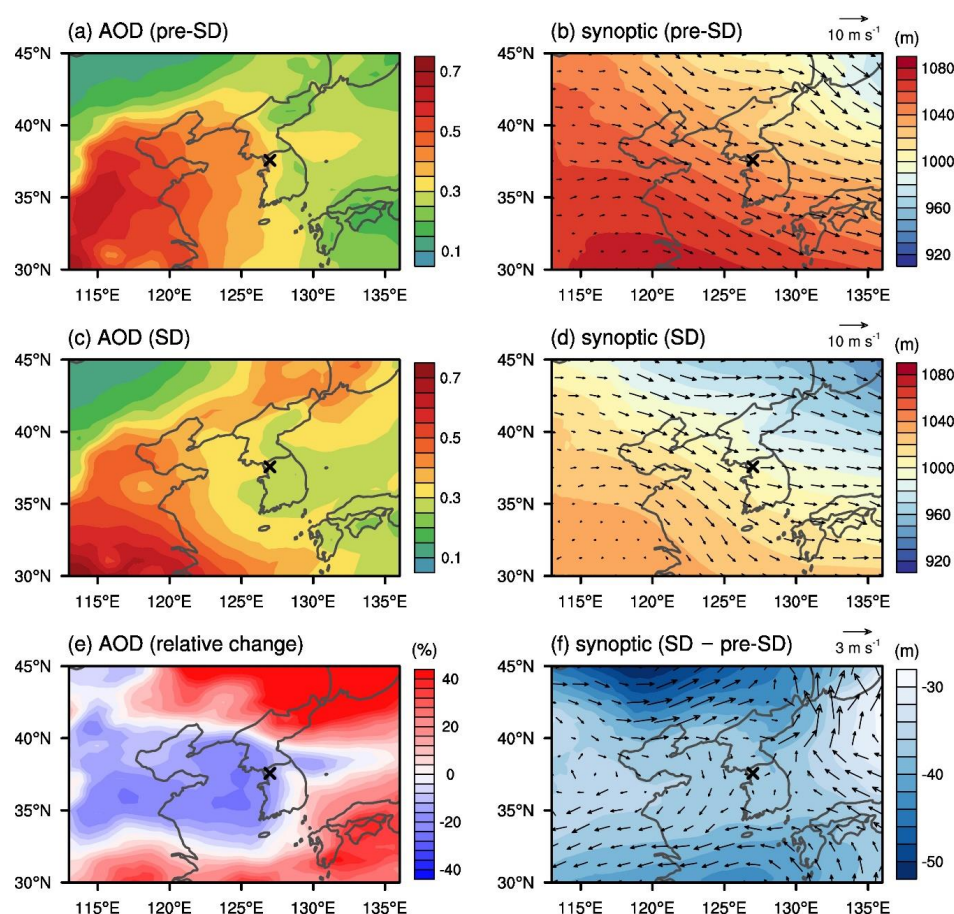 (a) AOD (pre-SD)
45°N
40°N
35°N
30°N
115°E 120°E 125°E 130°E 135°E
0.7
0.5
0.3
0.1
(b) synoptic (pre-SD)
10 m s-1
(m)
45°N
40°N
35°N
30°N
115°E 120°E 125°E 130°E 135°E
1080
1040
1000
960
920
(c) AOD (SD)
45°N
40°N
35°N
30°N
115°E 120°E 125°E 130°E 135°E
0.7
0.5
0.3
0.1
(d) synoptic (SD)
10 m s-1
(m)
45°N
40°N
35°N
30°N
115°E 120°E 125°E 130°E 135°E
1080
1040
1000
960
920
(e) AOD (relative change)
(%)
45°N
40°N
35°N
30°N
115°E 120°E 125°E 130°E 135°E
40
20
0
-20
-40
(f) synoptic (SD − pre-SD)
3 m s-1
(m)
45°N
40°N
35°N
30°N
115°E 120°E 125°E 130°E 135°E
-30
-40
-50